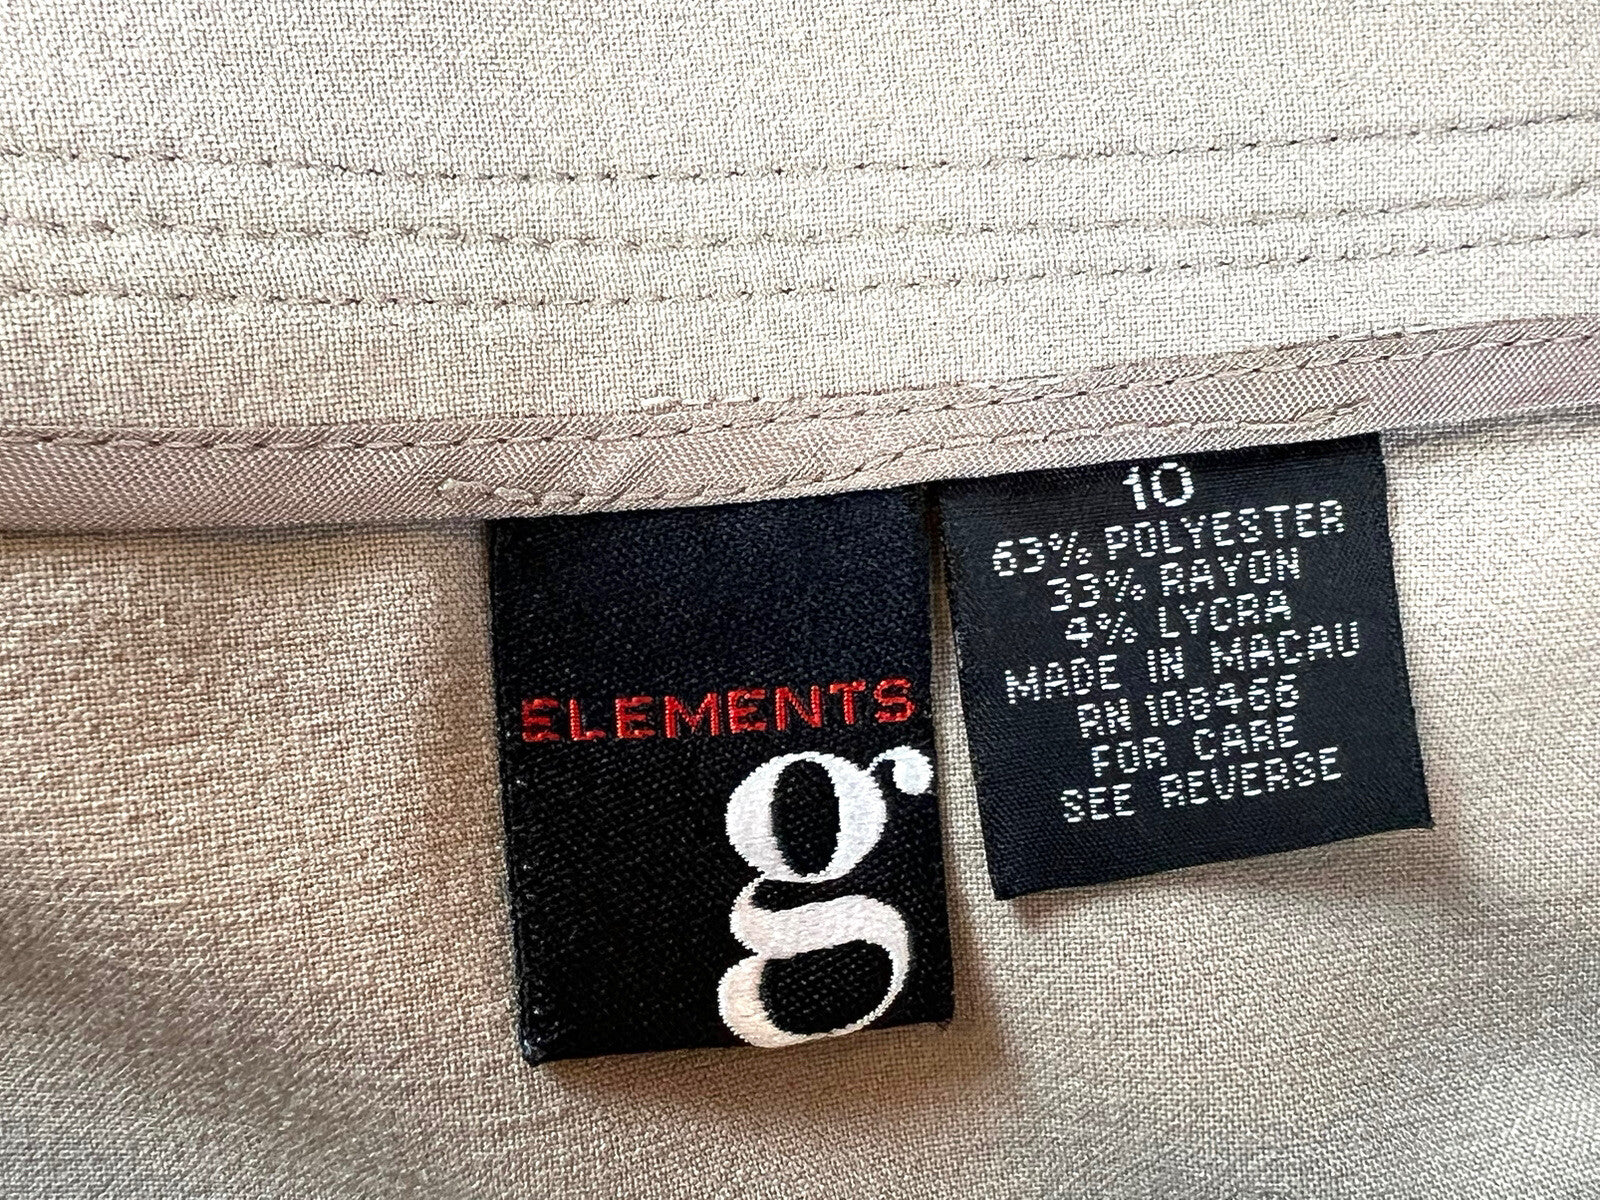 ELEMENTS
g
10
63% POLYESTER
33% RAYON
4% LYCRA
MADE IN MACAU
RN 108466
FOR CARE
SEE REVERSE